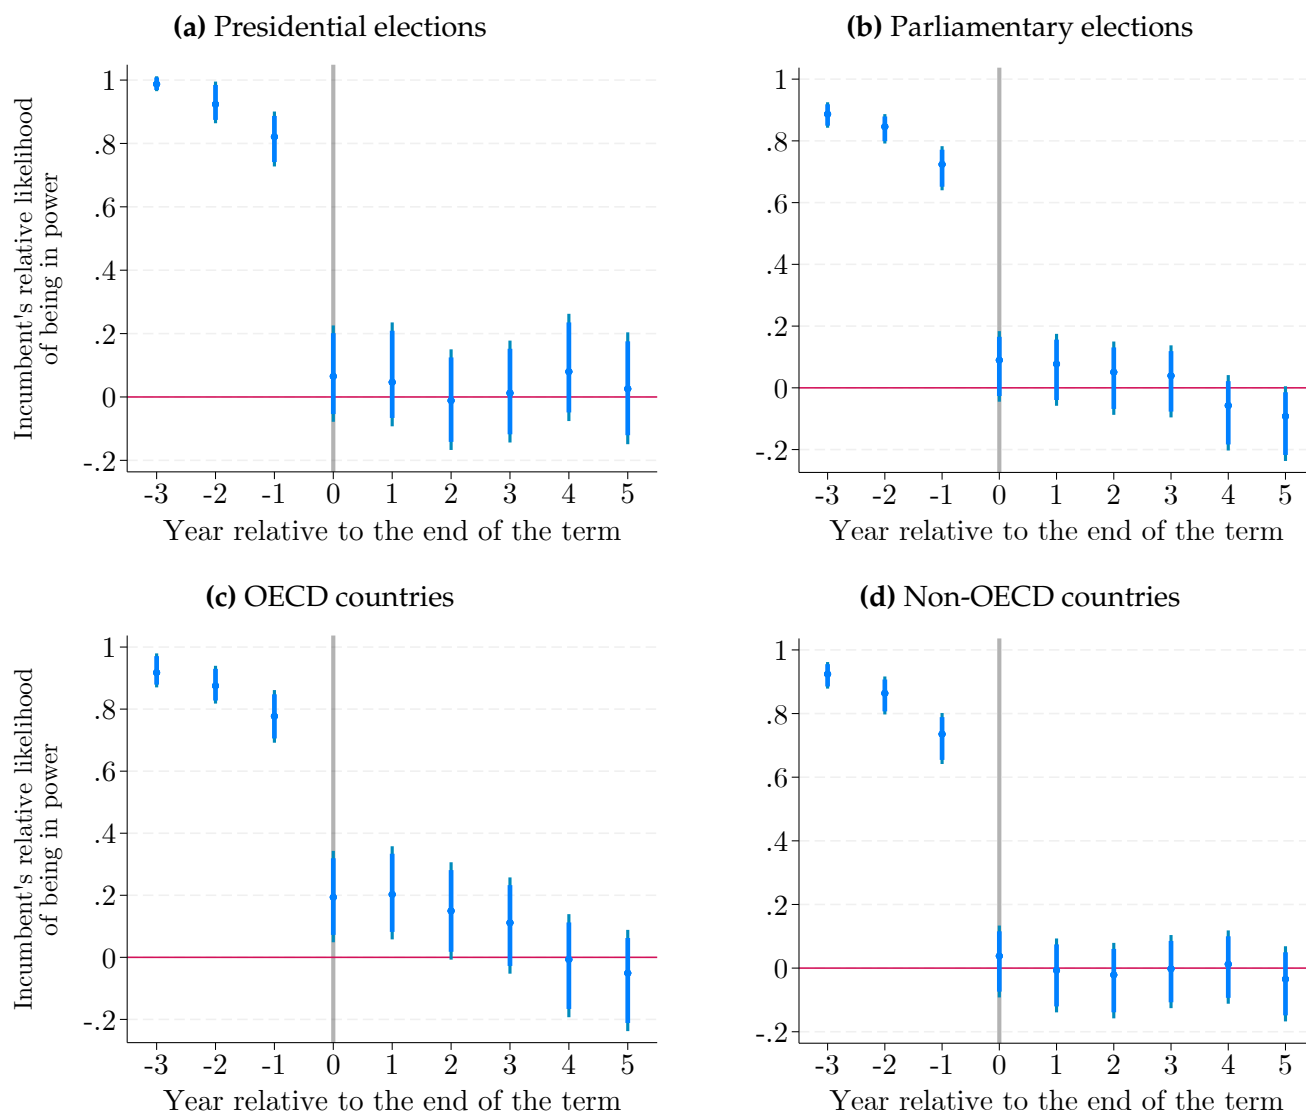 (a) Presidential elections
Incumbent's relative likelihood
of being in power
1
.8
.6
.4
.2
0
-.2
-3 -2 -1 0 1 2 3 4 5
Year relative to the end of the term
(b) Parliamentary elections
1
.8
.6
.4
.2
0
-.2
-3 -2 -1 0 1 2 3 4 5
Year relative to the end of the term
(c) OECD countries
Incumbent's relative likelihood
of being in power
1
.8
.6
.4
.2
0
-.2
-3 -2 -1 0 1 2 3 4 5
Year relative to the end of the term
(d) Non-OECD countries
1
.8
.6
.4
.2
0
-.2
-3 -2 -1 0 1 2 3 4 5
Year relative to the end of the term